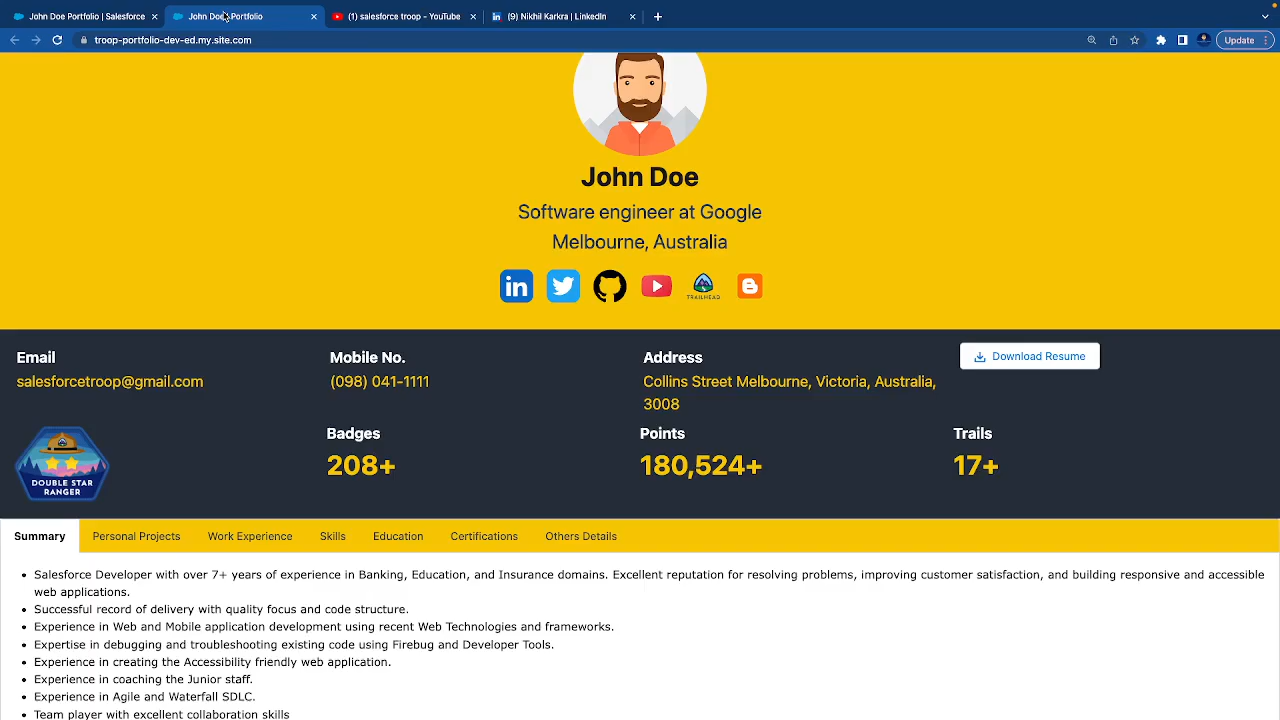 John Doe Portfolio | Salesforce
John Doe Portfolio
(1) salesforce troop - YouTube
(9) Nikhil Karkra | LinkedIn
troop-portfolio-dev-ed.my.site.com
Update
John Doe
Software engineer at Google
Melbourne, Australia
in
TRAILHEAD
Email
salesforcetroop@gmail.com
Mobile No.
(098) 041-1111
Address
Collins Street Melbourne, Victoria, Australia,
3008
Download Resume
DOUBLE STAR
RANGER
Badges
208+
Points
180,524+
Trails
17+
Summary
Personal Projects
Work Experience
Skills
Education
Certifications
Others Details
• Salesforce Developer with over 7+ years of experience in Banking, Education, and Insurance domains. Excellent reputation for resolving problems, improving customer satisfaction, and building responsive and accessible
web applications.
• Successful record of delivery with quality focus and code structure.
• Experience in Web and Mobile application development using recent Web Technologies and frameworks.
• Expertise in debugging and troubleshooting existing code using Firebug and Developer Tools.
• Experience in creating the Accessibility friendly web application.
• Experience in coaching the Junior staff.
• Experience in Agile and Waterfall SDLC.
• Team player with excellent collaboration skills